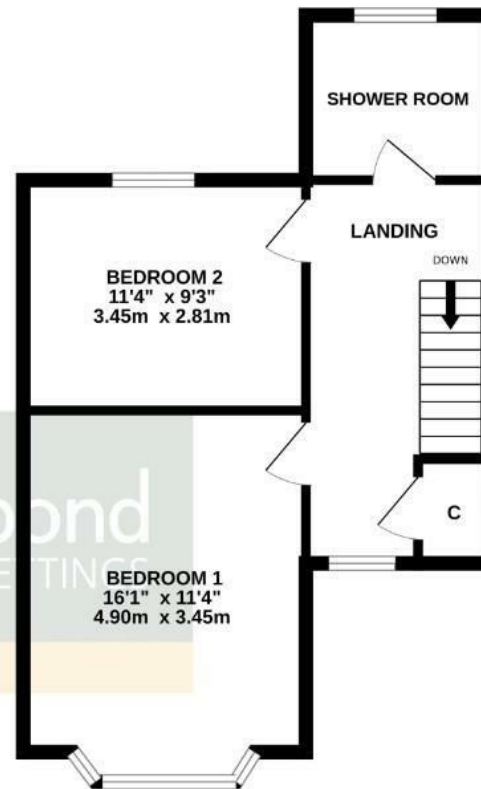 SHOWER ROOM
LANDING
DOWN
BEDROOM 2
11'4" x 9'3"
3.45m x 2.81m
C
BEDROOM 1
16'1" x 11'4"
4.90m x 3.45m